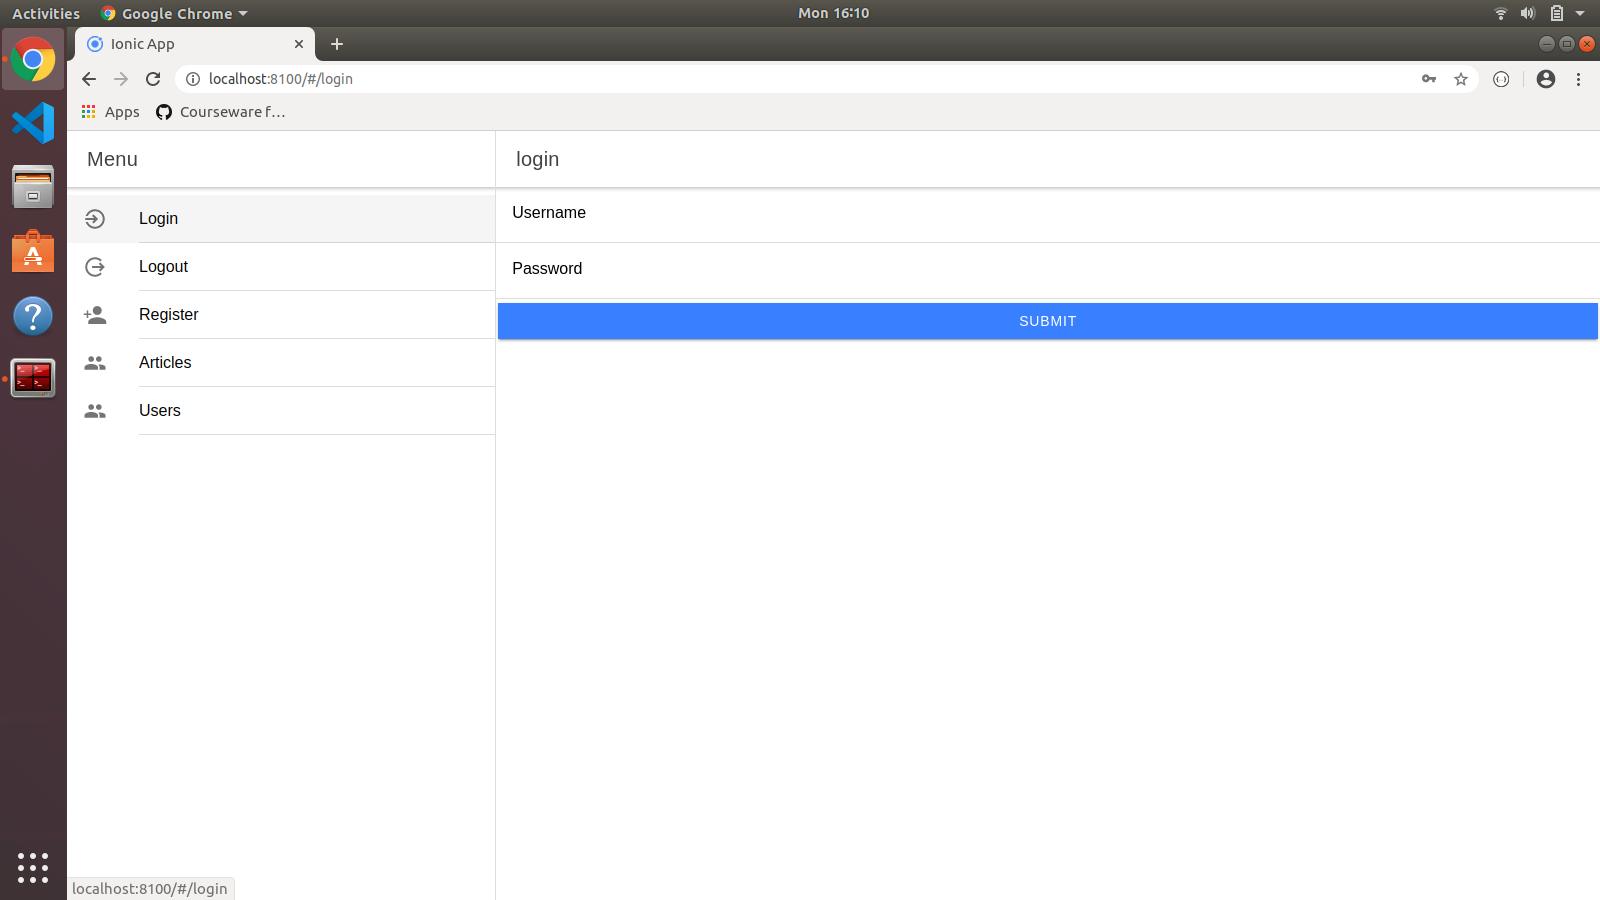 Activities Google Chrome Mon 16:10
Ionic App
localhost:8100/#/login
Apps Courseware f…
Menu login
Login
Logout
Register
Articles
Users
Username
Password
SUBMIT
localhost:8100/#/login